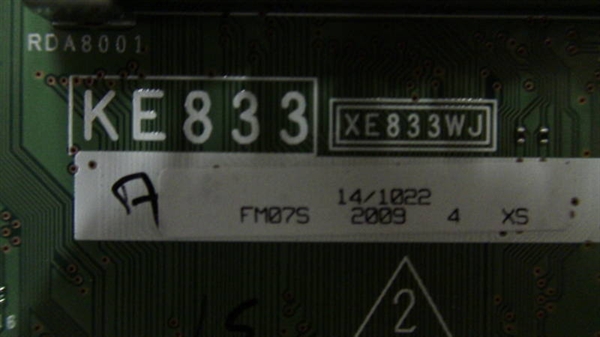 RDA8001
KE833
XE833WJ
A
14/1022
FM07S 2009 4 XS
2